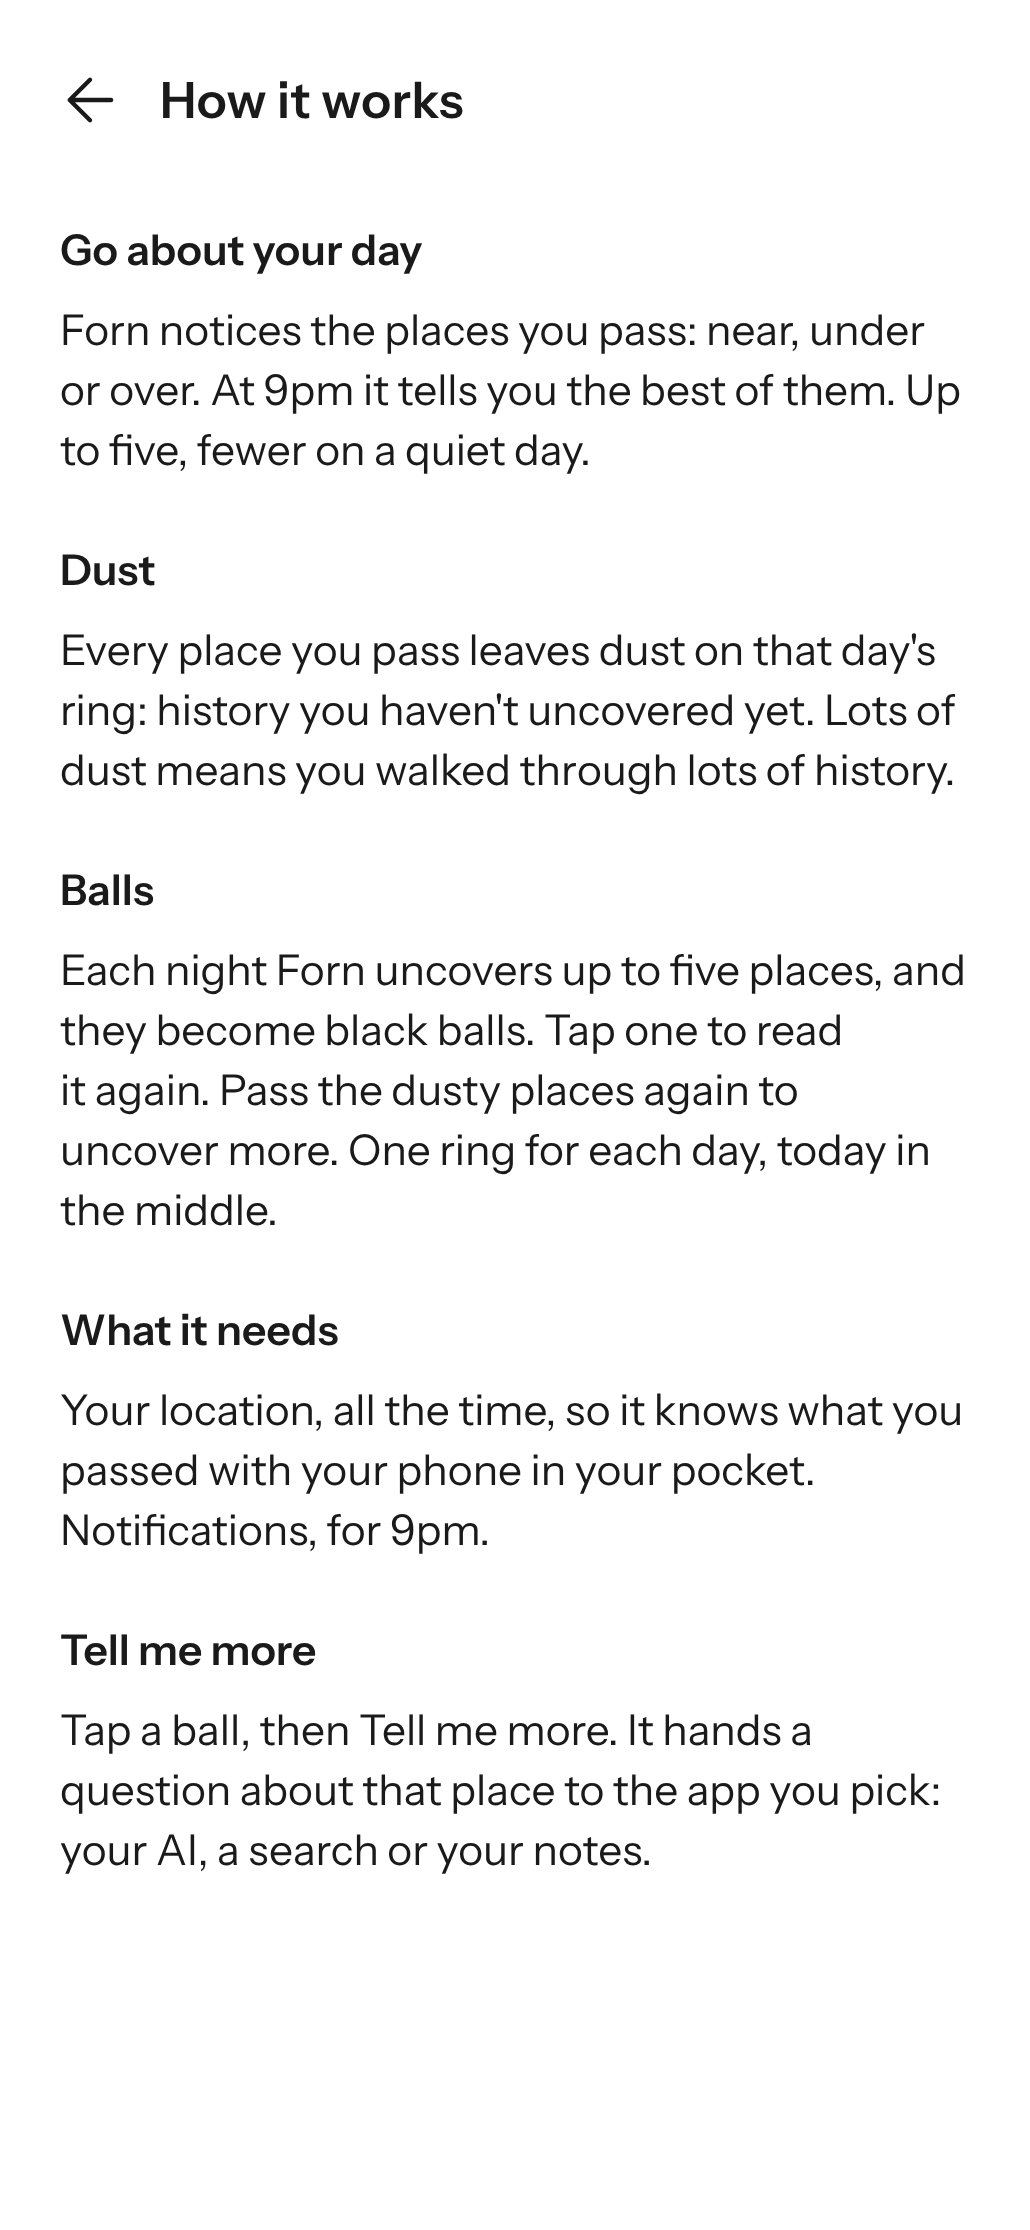 How it works
Go about your day
Forn notices the places you pass: near, under
or over. At 9pm it tells you the best of them. Up
to five, fewer on a quiet day.
Dust
Every place you pass leaves dust on that day's
ring: history you haven't uncovered yet. Lots of
dust means you walked through lots of history.
Balls
Each night Forn uncovers up to five places, and
they become black balls. Tap one to read
it again. Pass the dusty places again to
uncover more. One ring for each day, today in
the middle.
What it needs
Your location, all the time, so it knows what you
passed with your phone in your pocket.
Notifications, for 9pm.
Tell me more
Tap a ball, then Tell me more. It hands a
question about that place to the app you pick:
your AI, a search or your notes.